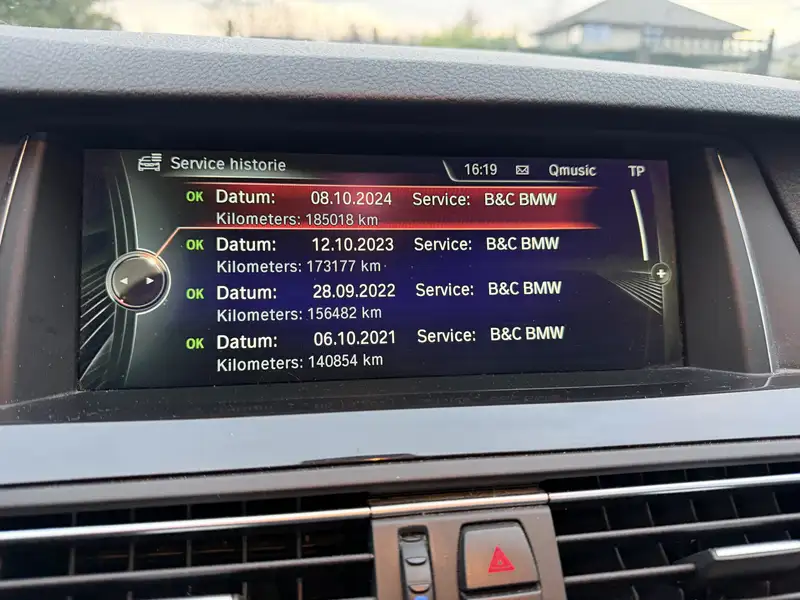 Service historie 16:19 Qmusic TP
OK Datum: 08.10.2024 Service: B&C BMW
Kilometers: 185018 km
OK Datum: 12.10.2023 Service: B&C BMW
Kilometers: 173177 km
OK Datum: 28.09.2022 Service: B&C BMW
Kilometers: 156482 km
OK Datum: 06.10.2021 Service: B&C BMW
Kilometers: 140854 km